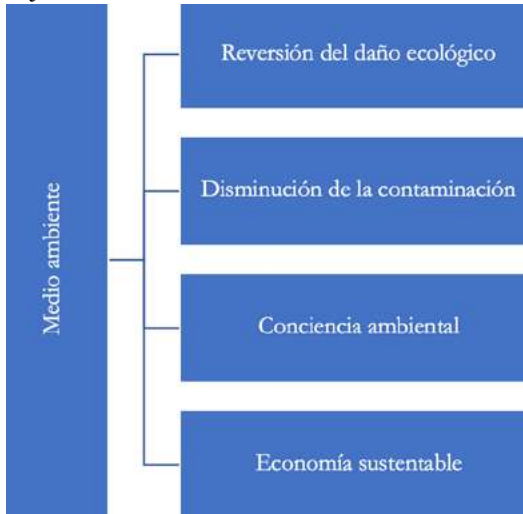 Medio ambiente
Reversión del daño ecológico
Disminución de la contaminación
Conciencia ambiental
Economía sustentable